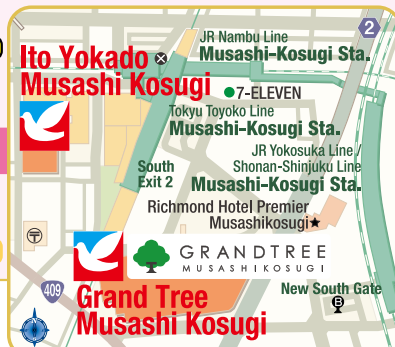 JR Nambu Line
Musashi-Kosugi Sta.
2
Ito Yokado
Musashi Kosugi
7-ELEVEN
Tokyu Toyoko Line
Musashi-Kosugi Sta.
JR Yokosuka Line /
Shonan-Shinjuku Line
Musashi-Kosugi Sta.
South
Exit 2
Richmond Hotel Premier
Musashikosugi★
〒
GRANDTREE
MUSASHIKOSUGI
409
Grand Tree
Musashi Kosugi
New South Gate
B